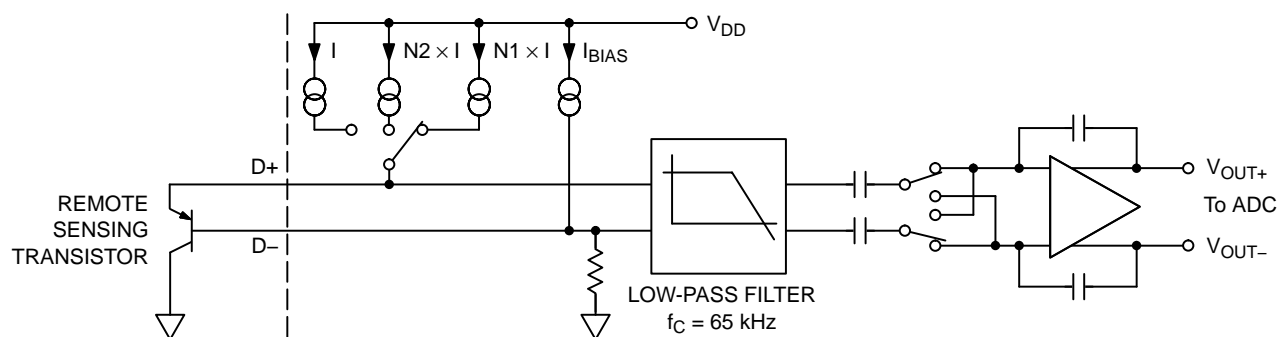 V_DD
I
N2 × I
N1 × I
I_BIAS
D+
REMOTE
SENSING
TRANSISTOR
D−
LOW-PASS FILTER
f_C = 65 kHz
V_OUT+
To ADC
V_OUT−